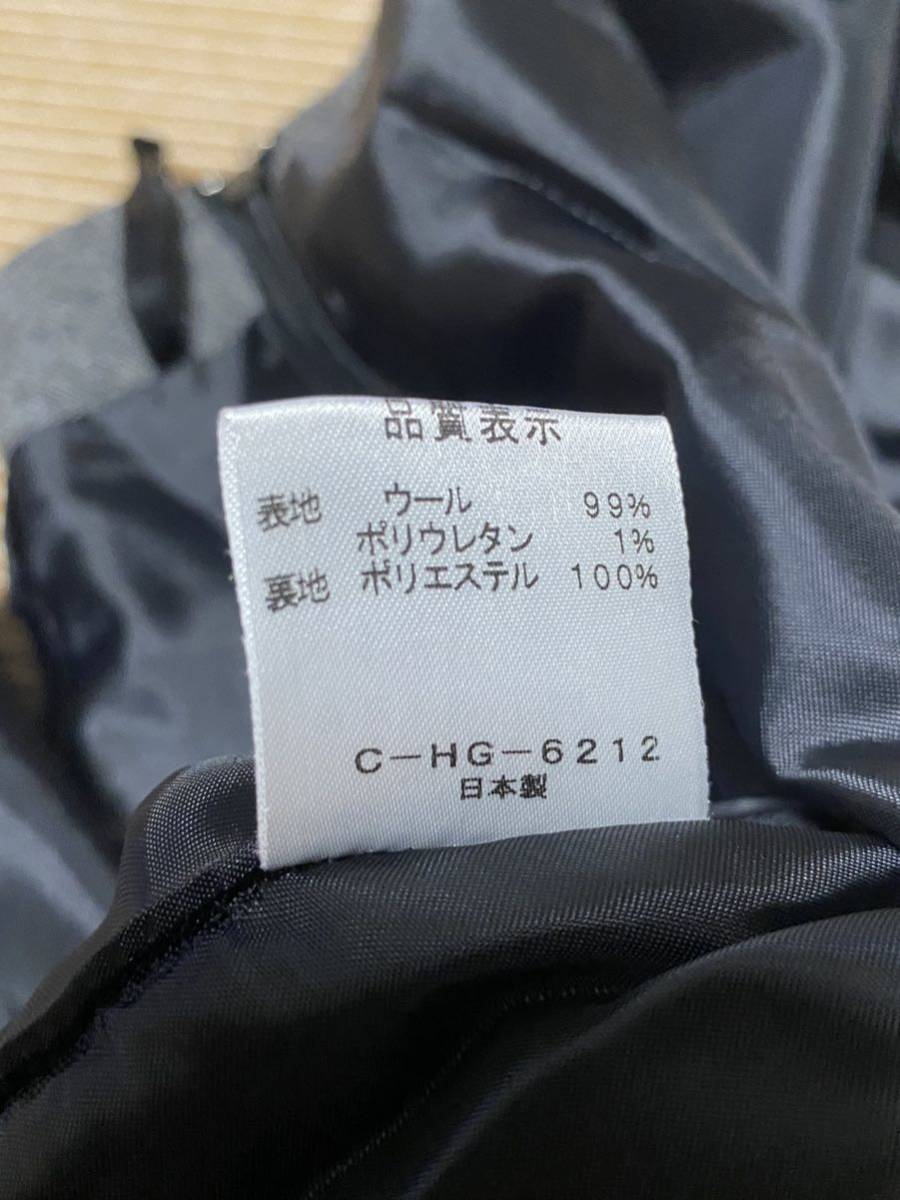 品質表示
表地 ウール 99%
ポリウレタン 1%
裏地 ポリエステル 100%
C-HG-6212
日本製